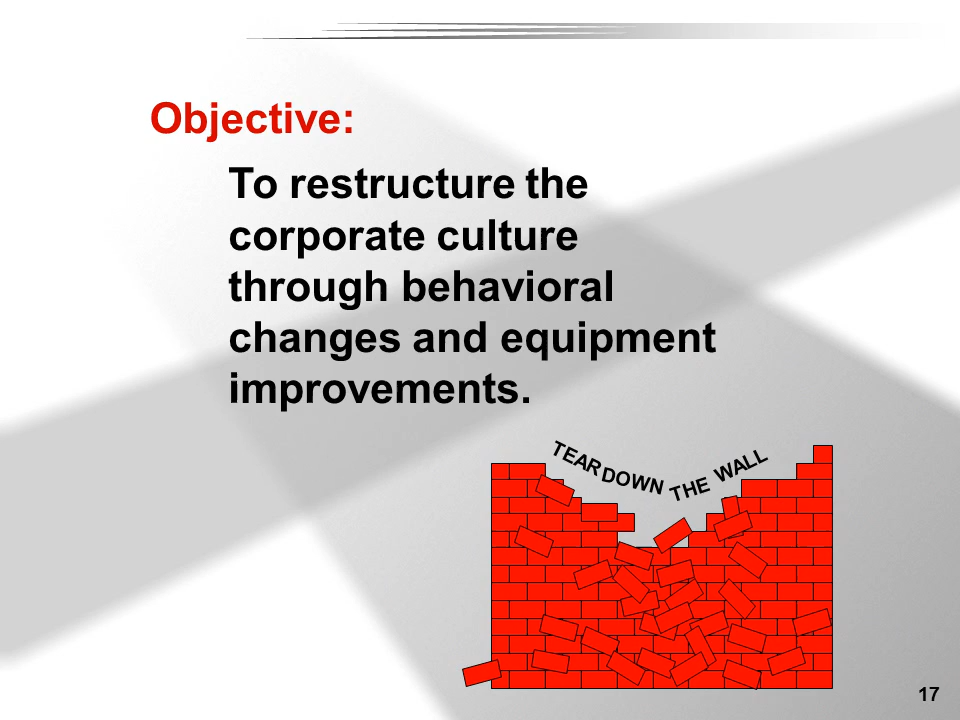 Objective:
To restructure the
corporate culture
through behavioral
changes and equipment
improvements.
TEAR DOWN THE WALL
17